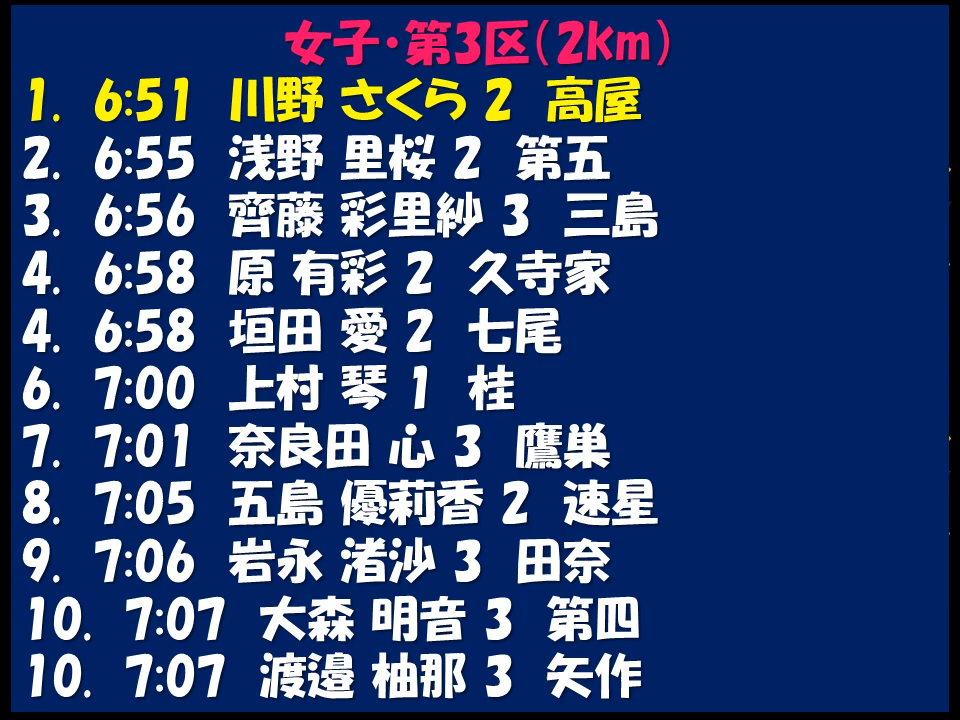 女子・第3区(2Km)
1. 6:51 川野 さくら 2 高屋
2. 6:55 浅野 里桜 2 第五
3. 6:56 齊藤 彩里紗 3 三島
4. 6:58 原 有彩 2 久寺家
4. 6:58 垣田 愛 2 七尾
6. 7:00 上村 琴 1 桂
7. 7:01 奈良田 心 3 鷹巣
8. 7:05 五島 優莉香 2 速星
9. 7:06 岩永 渚沙 3 田奈
10. 7:07 大森 明音 3 第四
10. 7:07 渡邉 柚那 3 矢作